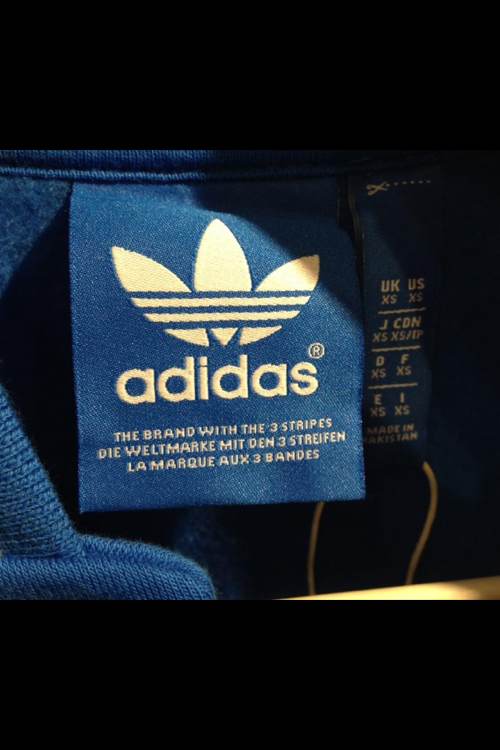 adidas®
THE BRAND WITH THE 3 STRIPES
DIE WELTMARKE MIT DEN 3 STREIFEN
LA MARQUE AUX 3 BANDES
UK US
XS XS
J CDN
XS XS/TP
D F
XS XS
E I
XS XS
MADE IN
PAKISTAN